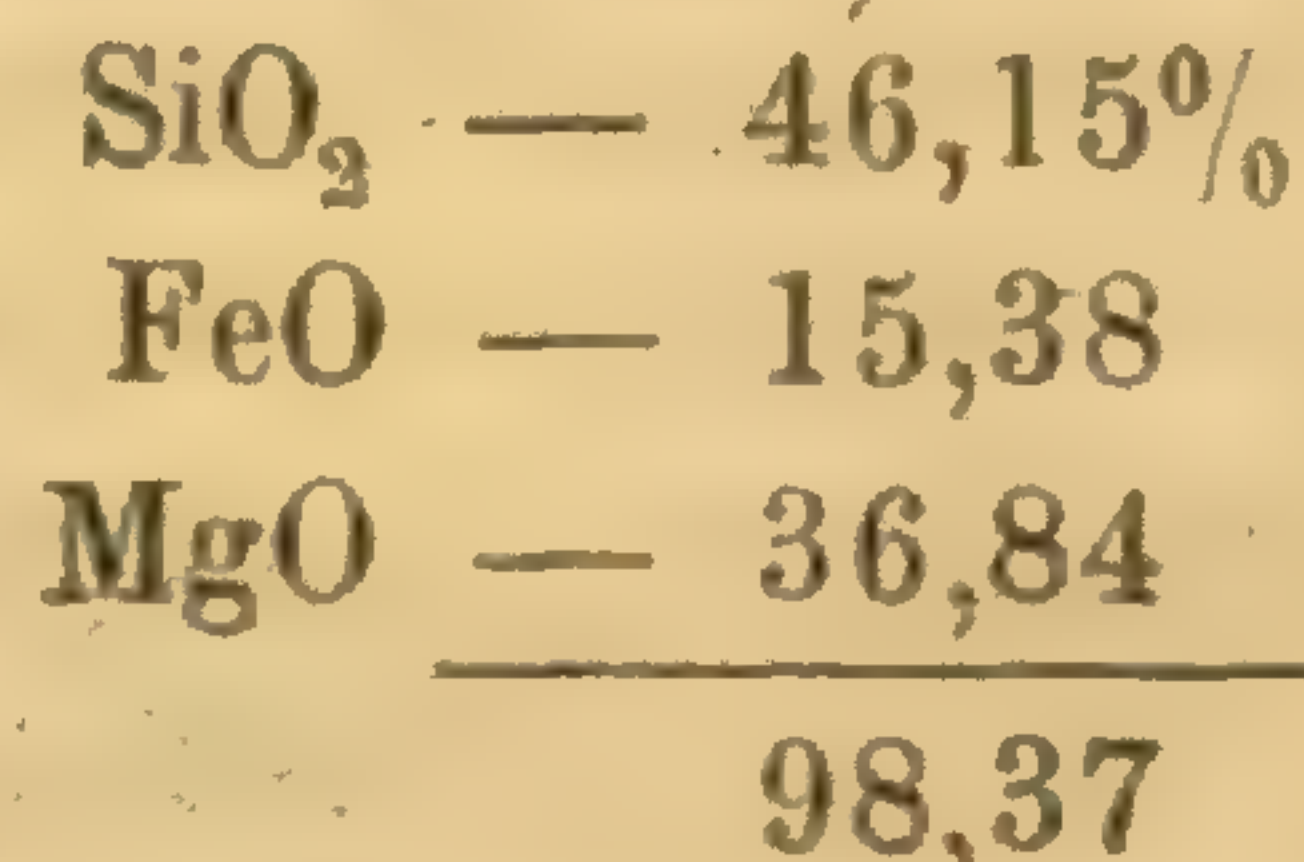 SiO₂ — 46,15%
FeO — 15,38
MgO — 36,84
98,37